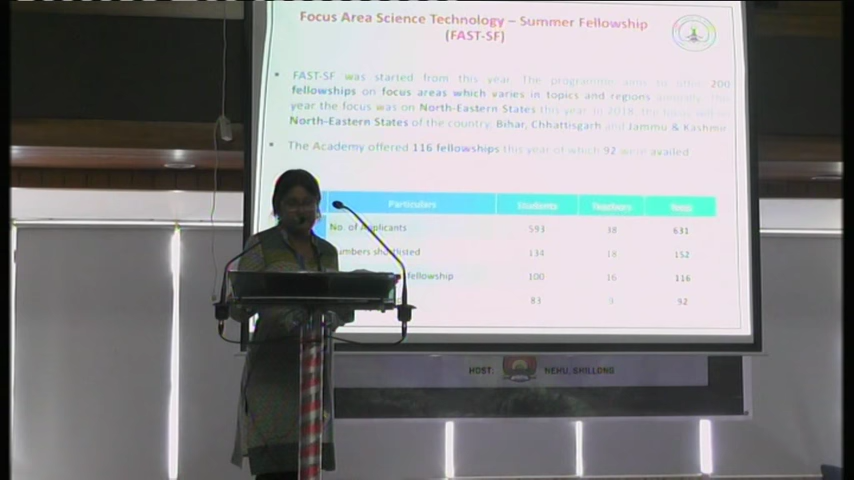 Focus Area Science Technology – Summer Fellowship
(FAST-SF)
FAST-SF was started from this year. The programme aims to offer 200
fellowships on focus areas which varies in topics and regions
year the focus was on North-Eastern States this year in 2018, the focus will
North-Eastern States of the country, Bihar, Chhattisgarh and Jammu & Kashmir
The Academy offered 116 fellowships this year of which 92 were availed
Particulars Students Teachers Total
No. of Applicants 593 38 631
Numbers shortlisted 134 18 152
fellowship 100 16 116
83 9 92
HOST: NEHU, SHILLONG